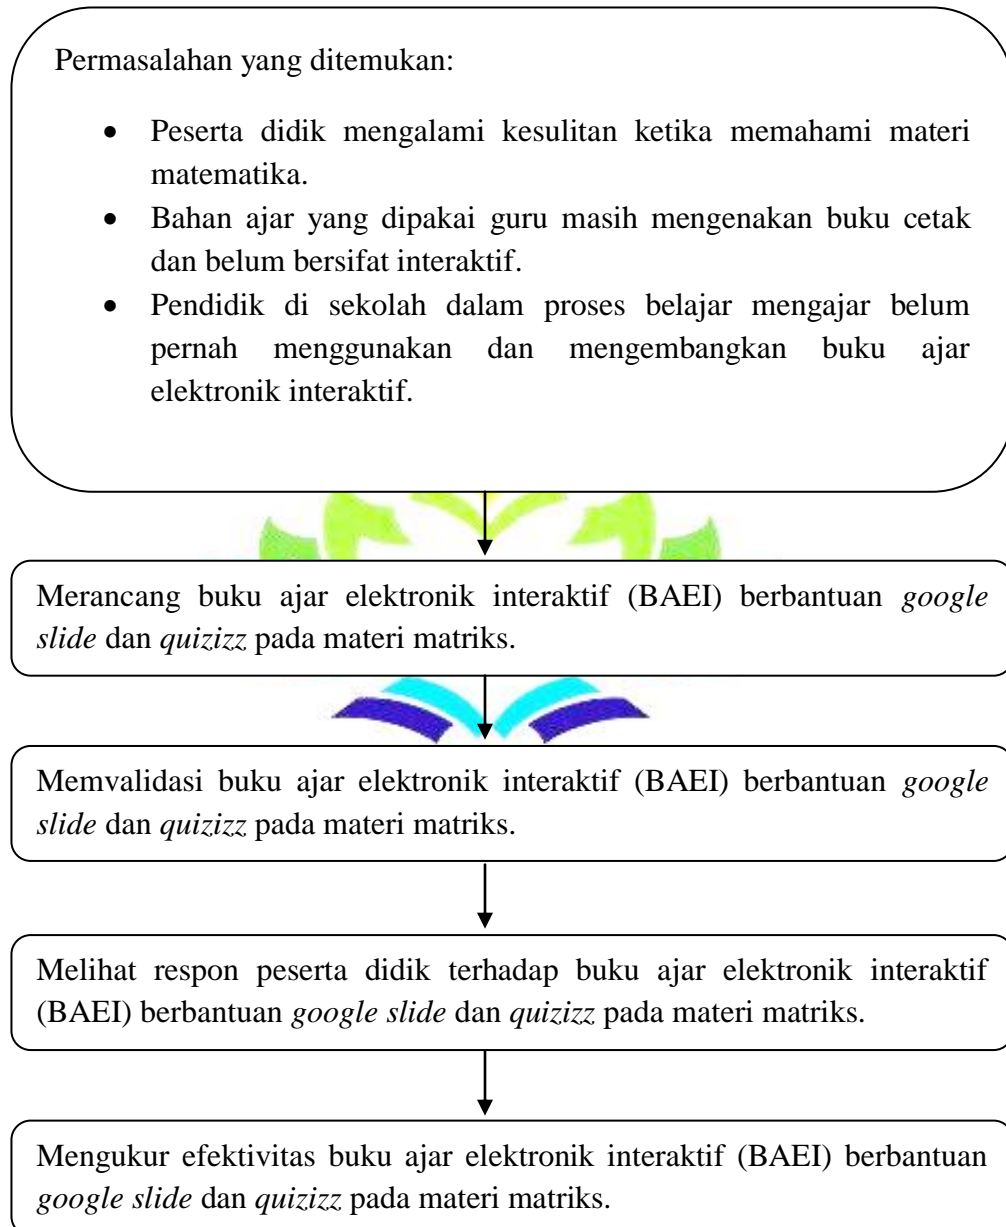 Permasalahan yang ditemukan:
• Peserta didik mengalami kesulitan ketika memahami materi
matematika.
• Bahan ajar yang dipakai guru masih mengenakan buku cetak
dan belum bersifat interaktif.
• Pendidik di sekolah dalam proses belajar mengajar belum
pernah menggunakan dan mengembangkan buku ajar
elektronik interaktif.
Merancang buku ajar elektronik interaktif (BAEI) berbantuan google
slide dan quizizz pada materi matriks.
Memvalidasi buku ajar elektronik interaktif (BAEI) berbantuan google
slide dan quizizz pada materi matriks.
Melihat respon peserta didik terhadap buku ajar elektronik interaktif
(BAEI) berbantuan google slide dan quizizz pada materi matriks.
Mengukur efektivitas buku ajar elektronik interaktif (BAEI) berbantuan
google slide dan quizizz pada materi matriks.